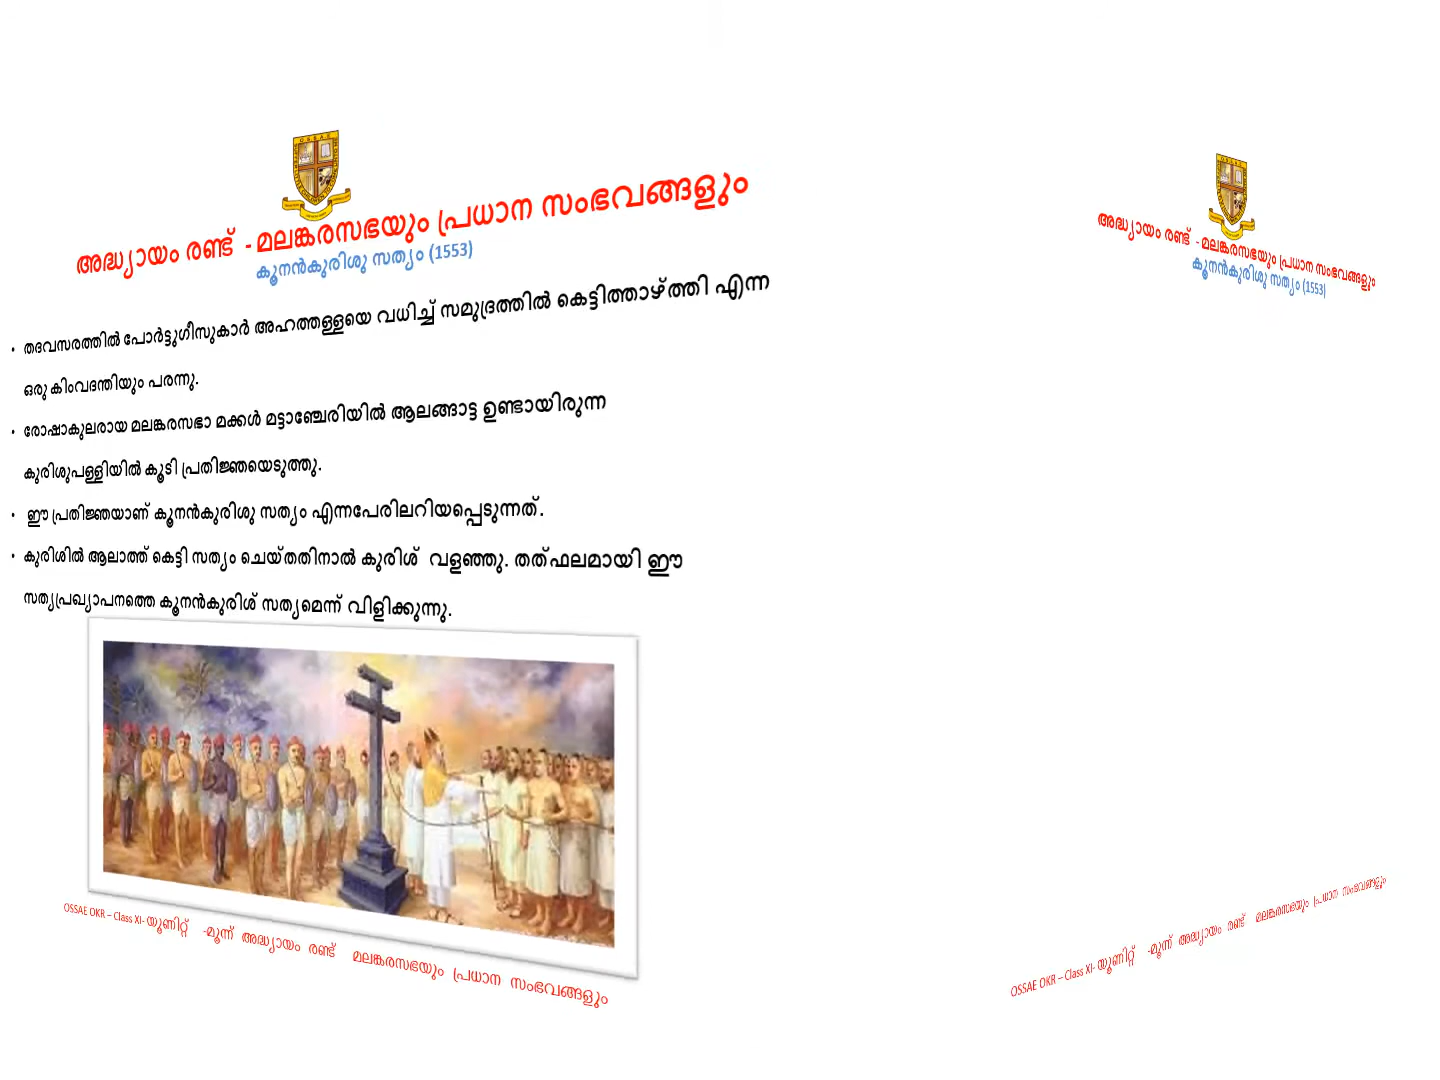 അദ്ധ്യായം രണ്ട് - മലങ്കരസഭയും പ്രധാന സംഭവങ്ങളും
കൂനൻകുരിശു സത്യം (1553)
• തദവസരത്തിൽ പോർട്ടുഗീസുകാർ അഹത്തള്ളയെ വധിച്ച് സമുദ്രത്തിൽ കെട്ടിത്താഴ്ത്തി എന്ന
ഒരു കിംവദന്തിയും പരന്നു.
• രോഷാകുലരായ മലങ്കരസഭാ മക്കൾ മട്ടാഞ്ചേരിയിൽ ആലങ്ങാട്ട ഉണ്ടായിരുന്ന
കുരിശുപള്ളിയിൽ കൂടി പ്രതിജ്ഞയെടുത്തു.
• ഈ പ്രതിജ്ഞയാണ് കൂനൻകുരിശു സത്യം എന്നപേരിലറിയപ്പെടുന്നത്.
• കുരിശിൽ ആലാത്ത് കെട്ടി സത്യം ചെയ്തതിനാൽ കുരിശ് വളഞ്ഞു. തത്ഫലമായി ഈ
സത്യപ്രഖ്യാപനത്തെ കൂനൻകുരിശ് സത്യമെന്ന് വിളിക്കുന്നു.
OSSAE OKR – Class XI- യൂണിറ്റ് -മൂന്ന് അദ്ധ്യായം രണ്ട് മലങ്കരസഭയും പ്രധാന സംഭവങ്ങളും
OSSAE
അദ്ധ്യായം രണ്ട് - മലങ്കരസഭയും പ്രധാന സംഭവങ്ങളും
കൂനൻകുരിശു സത്യം (1553)
OSSAE OKR – Class XI- യൂണിറ്റ് -മൂന്ന് അദ്ധ്യായം രണ്ട് മലങ്കരസഭയും പ്രധാന സംഭവങ്ങളും